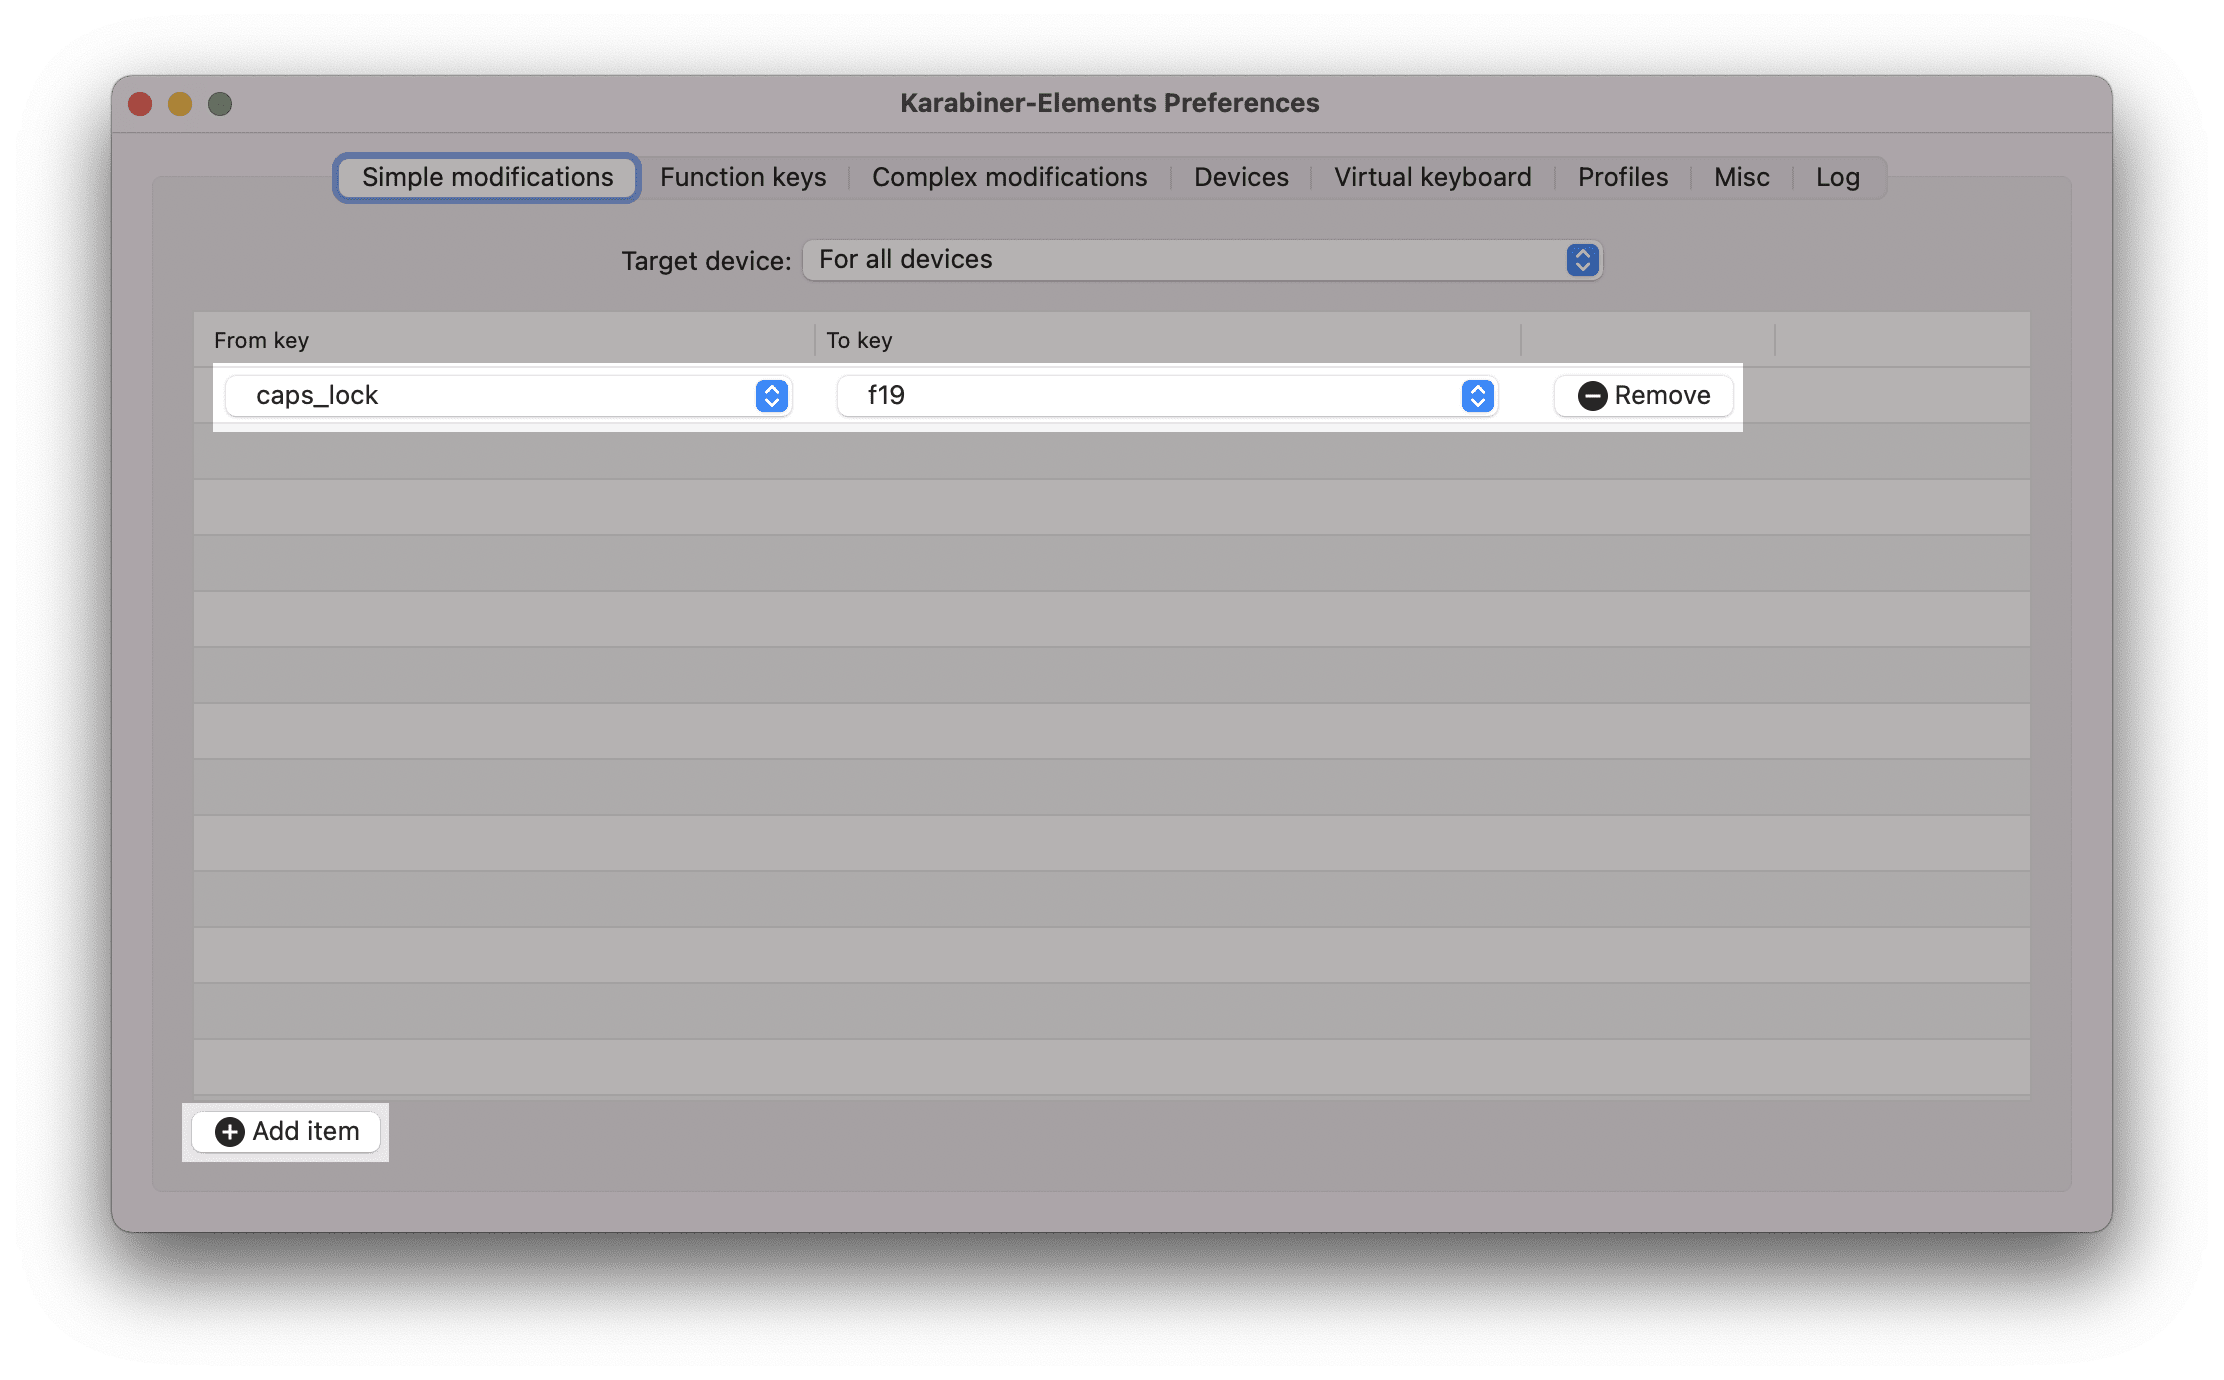 Karabiner-Elements Preferences
Simple modifications Function keys Complex modifications Devices Virtual keyboard Profiles Misc Log
Target device: For all devices
From key To key
caps_lock f19 Remove
Add item